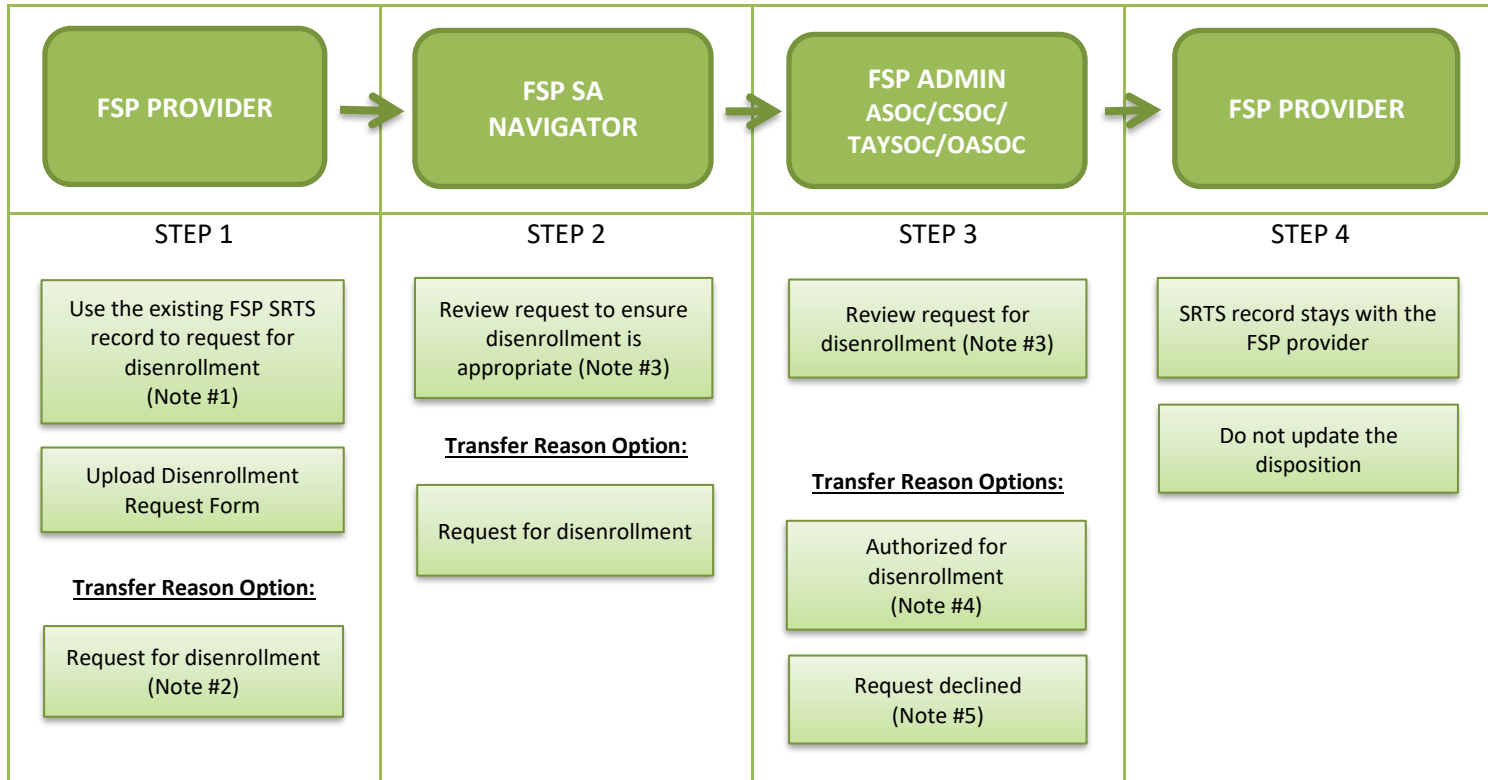 FSP PROVIDER
FSP SA
NAVIGATOR
FSP ADMIN
ASOC/CSOC/
TAYSOC/OASOC
FSP PROVIDER
STEP 1
Use the existing FSP SRTS
record to request for
disenrollment
(Note #1)
Upload Disenrollment
Request Form
Transfer Reason Option:
Request for disenrollment
(Note #2)
STEP 2
Review request to ensure
disenrollment is
appropriate (Note #3)
Transfer Reason Option:
Request for disenrollment
STEP 3
Review request for
disenrollment (Note #3)
Transfer Reason Options:
Authorized for
disenrollment
(Note #4)
Request declined
(Note #5)
STEP 4
SRTS record stays with the
FSP provider
Do not update the
disposition